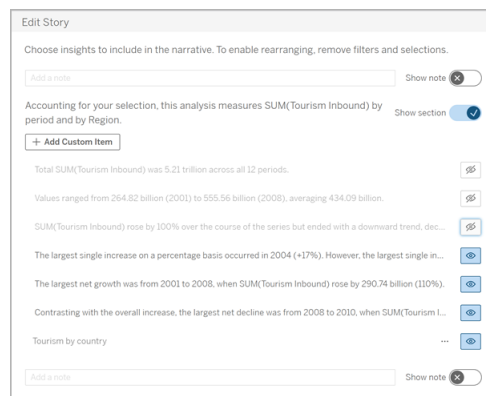 Edit Story
Choose insights to include in the narrative. To enable rearranging, remove filters and selections.
Add a note
Show note
Accounting for your selection, this analysis measures SUM(Tourism Inbound) by
period and by Region.
Show section
+ Add Custom Item
Total SUM(Tourism Inbound) was 5.21 trillion across all 12 periods.
Values ranged from 264.82 billion (2001) to 555.56 billion (2008), averaging 434.09 billion.
SUM(Tourism Inbound) rose by 100% over the course of the series but ended with a downward trend, dec...
The largest single increase on a percentage basis occurred in 2004 (+17%). However, the largest single in...
The largest net growth was from 2001 to 2008, when SUM(Tourism Inbound) rose by 290.74 billion (110%).
Contrasting with the overall increase, the largest net decline was from 2008 to 2010, when SUM(Tourism I...
Tourism by country ...
Add a note
Show note